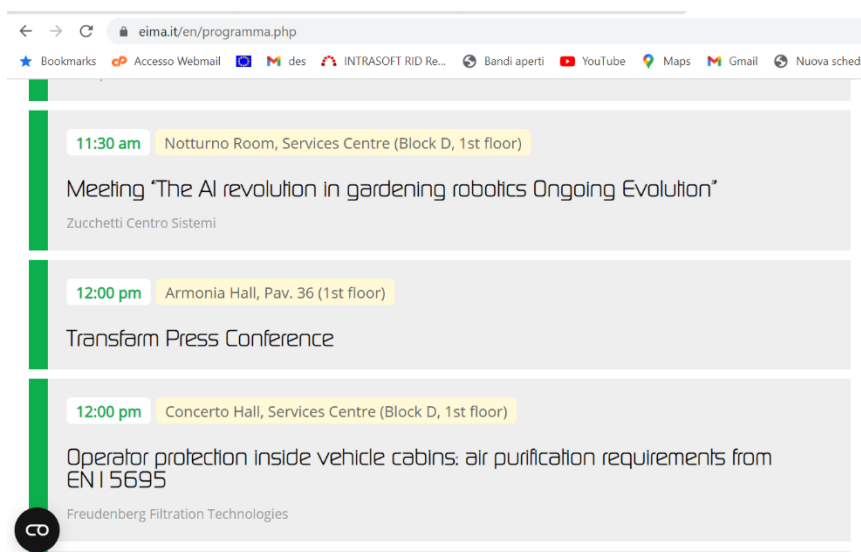 eima.it/en/programma.php
Bookmarks Accesso Webmail des INTRASOFT RID Re... Bandi aperti YouTube Maps Gmail Nuova sched
11:30 am Notturno Room, Services Centre (Block D, 1st floor)
Meeting “The AI revolution in gardening robotics Ongoing Evolution”
Zucchetti Centro Sistemi
12:00 pm Armonia Hall, Pav. 36 (1st floor)
Transfarm Press Conference
12:00 pm Concerto Hall, Services Centre (Block D, 1st floor)
Operator protection inside vehicle cabins: air purification requirements from
EN 15695
Freudenberg Filtration Technologies